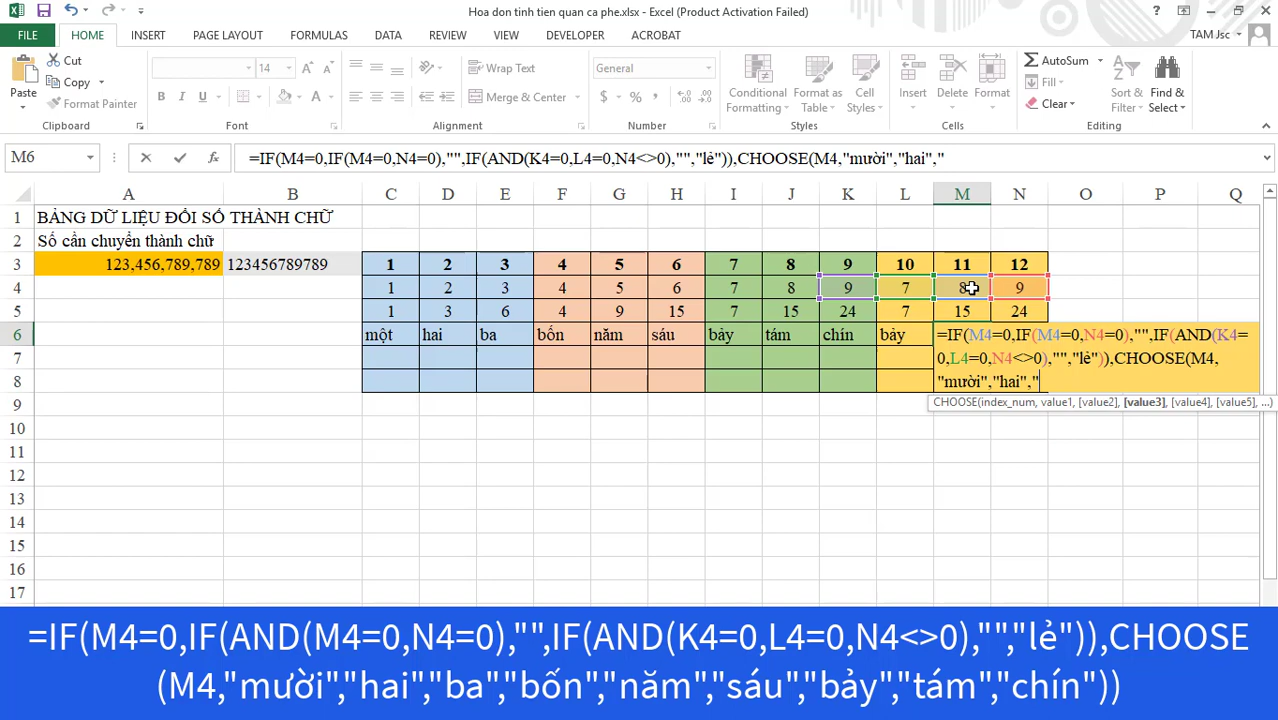 Hoa don tinh tien quan ca phe.xlsx - Excel (Product Activation Failed)
FILE HOME INSERT PAGE LAYOUT FORMULAS DATA REVIEW VIEW DEVELOPER ACROBAT TAM Jsc
Paste
Cut
Copy
Format Painter
Clipboard
14
B I U
Font
Wrap Text
Merge & Center
Alignment
General
$ % ,
Number
Conditional Formatting
Format as Table
Cell Styles
Styles
Insert
Delete
Format
Cells
AutoSum
Fill
Clear
Sort & Filter
Find & Select
Editing
M6 fx =IF(M4=0,IF(M4=0,N4=0),"",IF(AND(K4=0,L4=0,N4<>0),"","lẻ")),CHOOSE(M4,"mười","hai","
A B C D E F G H I J K L M N O P Q
1 BẢNG DỮ LIỆU ĐỔI SỐ THÀNH CHỮ
2 Số cần chuyển thành chữ
3 123,456,789,789 123456789789 1 2 3 4 5 6 7 8 9 10 11 12
4 1 2 3 4 5 6 7 8 9 7 8 9
5 1 3 6 4 9 15 7 15 24 7 15 24
6 một hai ba bốn năm sáu bảy tám chín bảy =IF(M4=0,IF(M4=0,N4=0),"",IF(AND(K4=
7 0,L4=0,N4<>0),"","lẻ")),CHOOSE(M4,
8 "mười","hai","
CHOOSE(index_num, value1, [value2], [value3], [value4], [value5], ...)
9
10
11
12
13
14
15
16
17
=IF(M4=0,IF(AND(M4=0,N4=0),"",IF(AND(K4=0,L4=0,N4<>0),"","lẻ")),CHOOSE
(M4,"mười","hai","ba","bốn","năm","sáu","bảy","tám","chín"))